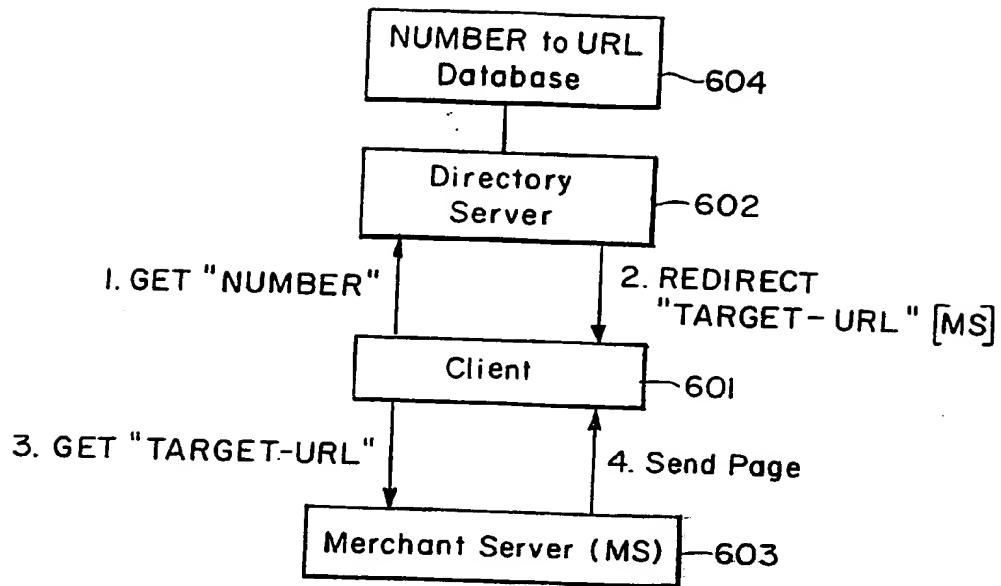 NUMBER to URL
Database
604
Directory
Server
602
1. GET "NUMBER"
2. REDIRECT
"TARGET-URL" [MS]
Client
601
3. GET "TARGET-URL"
4. Send Page
Merchant Server (MS)
603